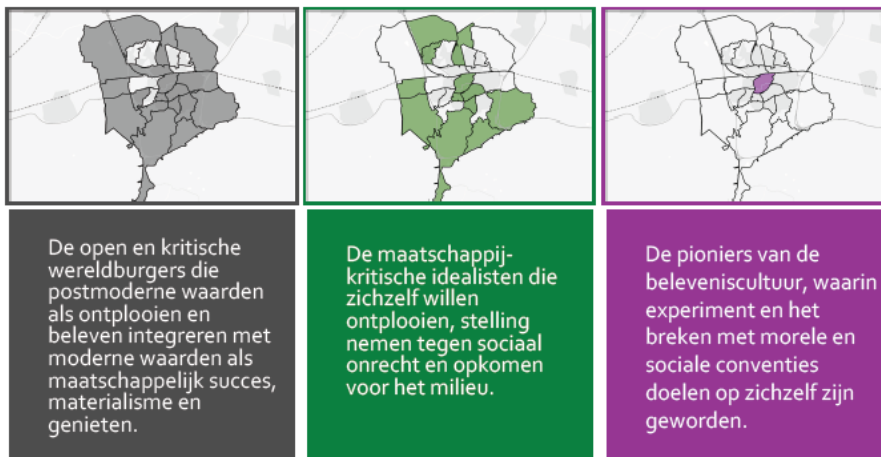 De open en kritische
wereldburgers die
postmoderne waarden
als ontplooien en
beleven integreren met
moderne waarden als
maatschappelijk succes,
materialisme en
genieten.
De maatschappij-
kritische idealisten die
zichzelf willen
ontplooien, stelling
nemen tegen sociaal
onrecht en opkomen
voor het milieu.
De pioniers van de
beleveniscultuur, waarin
experiment en het
breken met morele en
sociale conventies
doelen op zichzelf zijn
geworden.